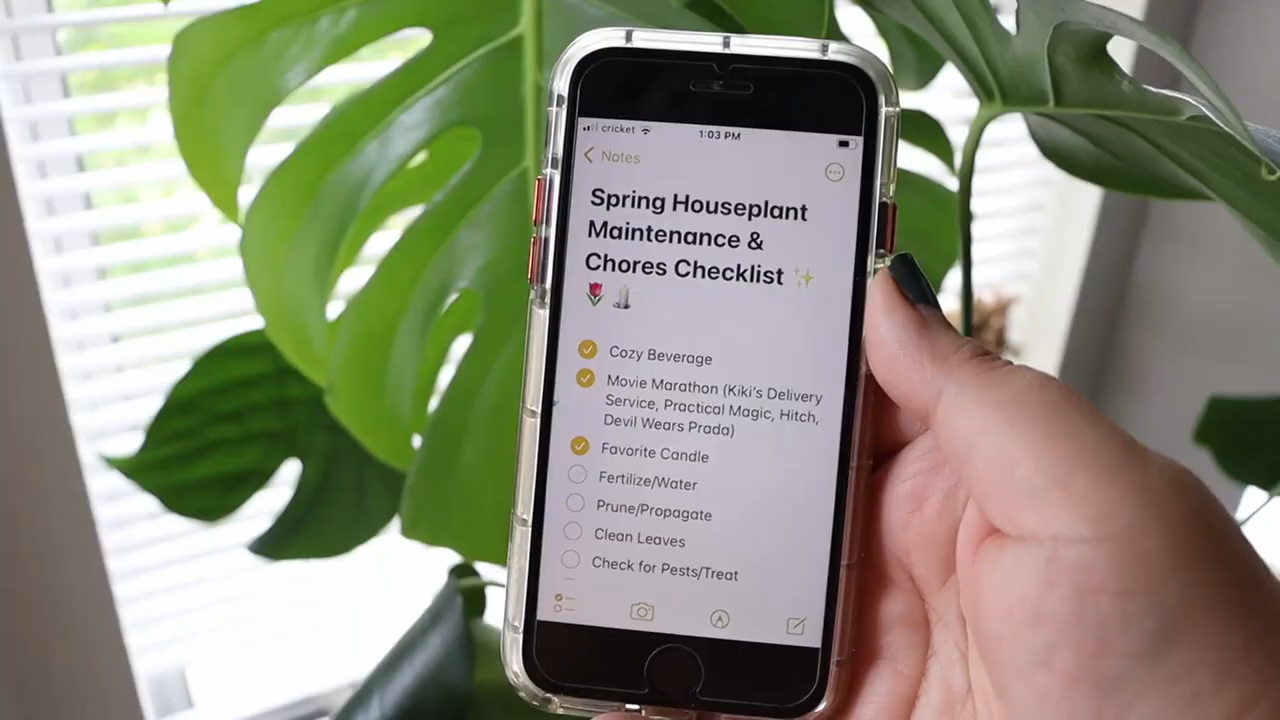 cricket 1:03 PM
Notes
Spring Houseplant
Maintenance &
Chores Checklist ✨
🌷🕯️
Cozy Beverage
Movie Marathon (Kiki's Delivery
Service, Practical Magic, Hitch,
Devil Wears Prada)
Favorite Candle
Fertilize/Water
Prune/Propagate
Clean Leaves
Check for Pests/Treat